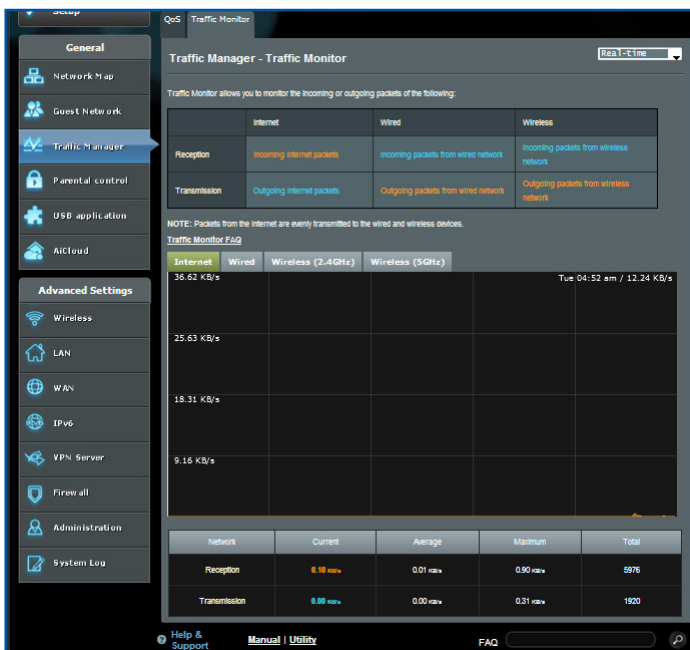 Setup
General
Network Map
Guest Network
Traffic Manager
Parental control
USB application
AiCloud
Advanced Settings
Wireless
LAN
WAN
IPv6
VPN Server
Firewall
Administration
System Log
QoS Traffic Monitor
Traffic Manager - Traffic Monitor
Real-time
Traffic Monitor allows you to monitor the incoming or outgoing packets of the following:
Internet Wired Wireless
Reception Incoming Internet packets Incoming packets from wired network Incoming packets from wireless network
Transmission Outgoing Internet packets Outgoing packets from wired network Outgoing packets from wireless network
NOTE: Packets from the Internet are evenly transmitted to the wired and wireless devices.
Traffic Monitor FAQ
Internet Wired Wireless (2.4GHz) Wireless (5GHz)
36.62 KB/s Tue 04:52 am / 12.24 KB/s
25.63 KB/s
18.31 KB/s
9.16 KB/s
Network Current Average Maximum Total
Reception 0.10 KB/s 0.01 KB/s 0.90 KB/s 5976
Transmission 0.00 KB/s 0.00 KB/s 0.31 KB/s 1920
Help & Support Manual | Utility FAQ